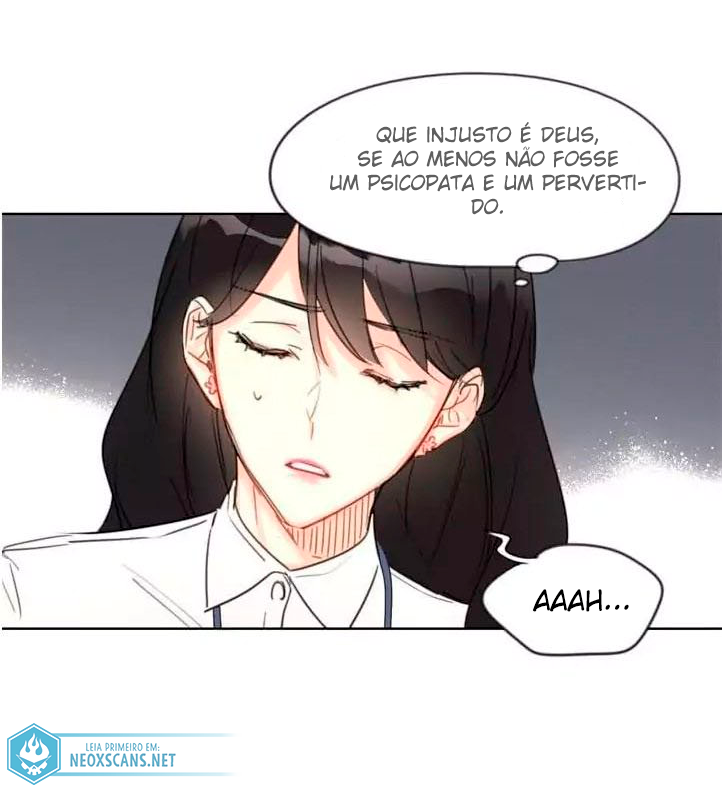 QUE INJUSTO É DEUS,
SE AO MENOS NÃO FOSSE
UM PSICOPATA E UM PERVERTI-
DO.
AAAH...
LEIA PRIMEIRO EM:
NEOXSCANS.NET